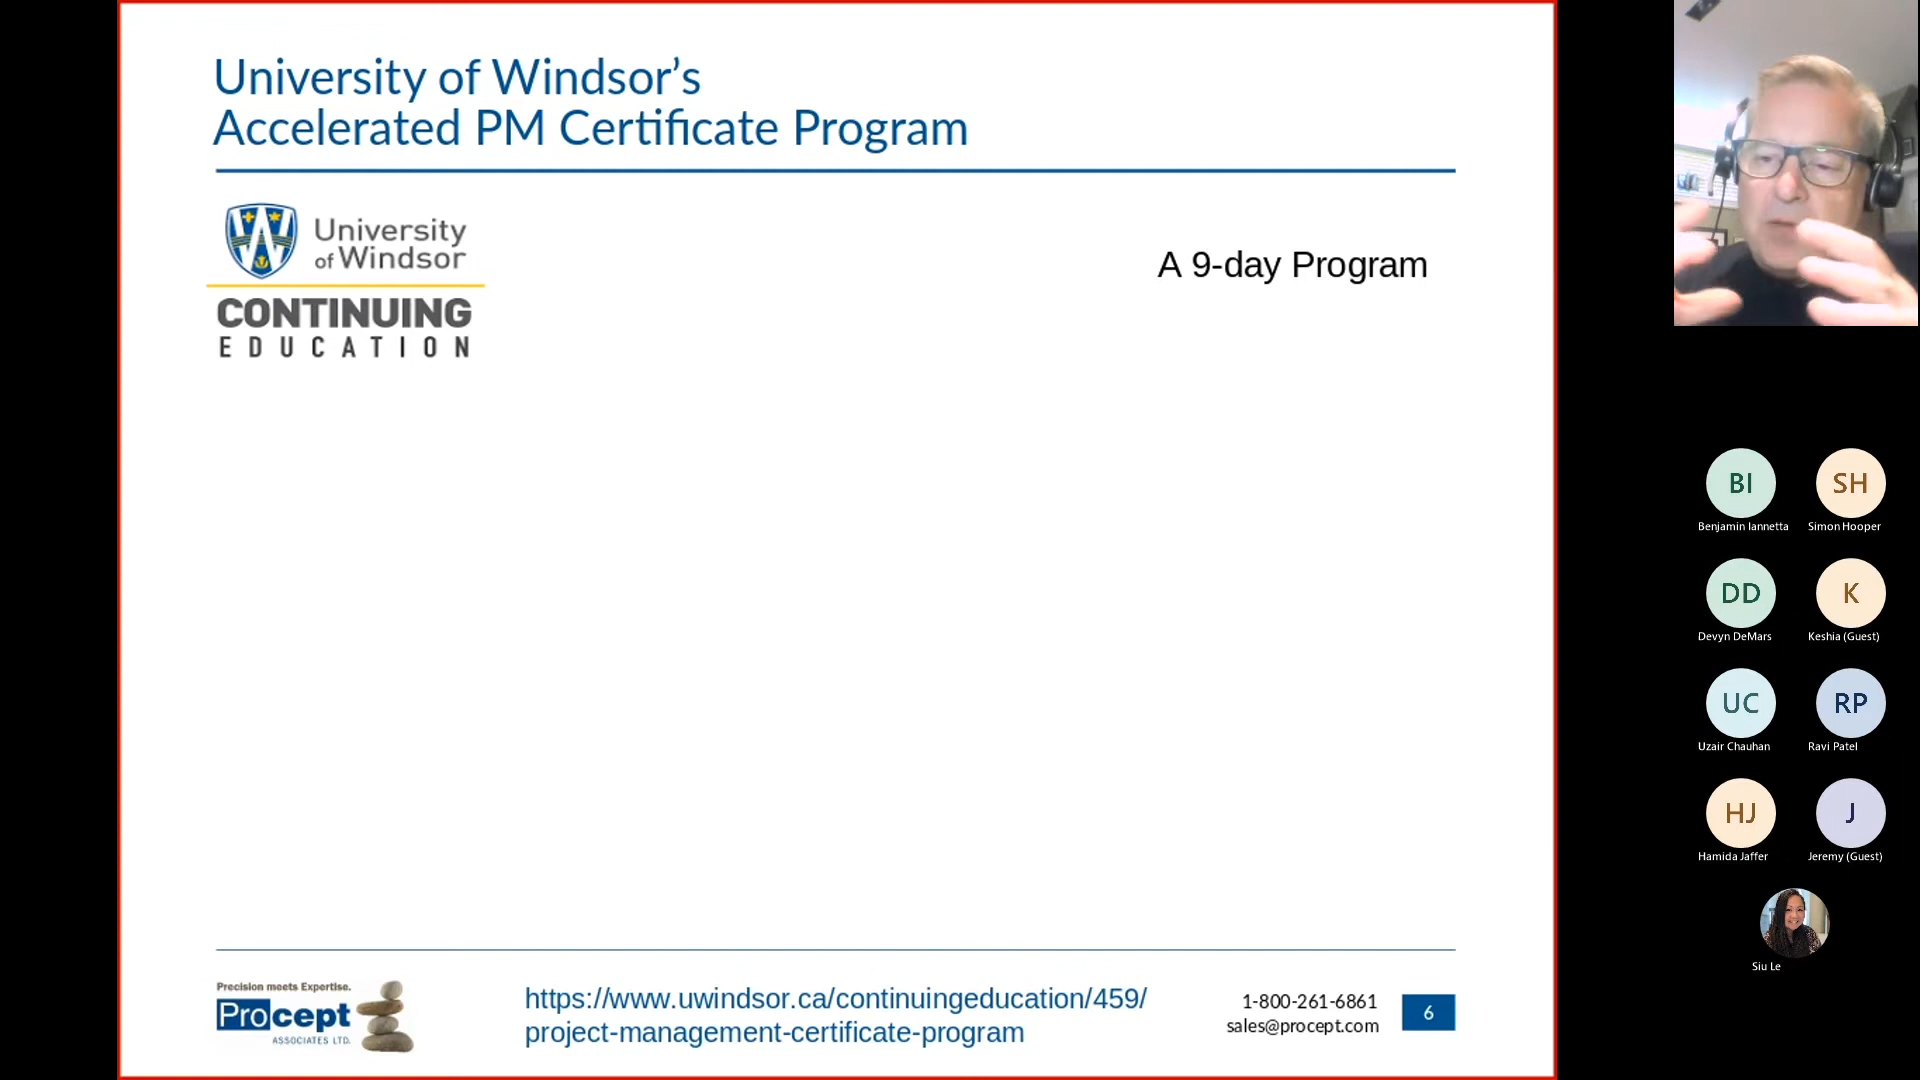 University of Windsor’s
Accelerated PM Certificate Program
University
of Windsor
CONTINUING
EDUCATION
A 9-day Program
Precision meets Expertise.
Procept
ASSOCIATES LTD.
https://www.uwindsor.ca/continuingeducation/459/
project-management-certificate-program
1-800-261-6861
sales@procept.com
6
BI
Benjamin Iannetta
SH
Simon Hooper
DD
Devyn DeMars
K
Keshia (Guest)
UC
Uzair Chauhan
RP
Ravi Patel
HJ
Hamida Jaffer
J
Jeremy (Guest)
Siu Le